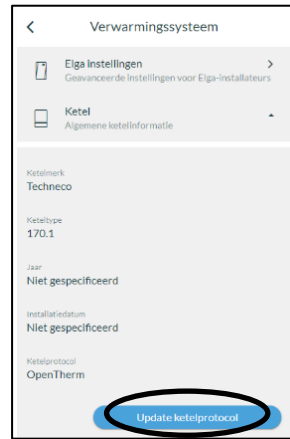 Verwarmingssysteem
Elga Instellingen
Geavanceerde instellingen voor Elga-installateurs
Ketel
Algemene ketelinformatie
Ketelmerk
Techneco
Keteltype
170.1
Jaar
Niet gespecificeerd
Installatiedatum
Niet gespecificeerd
Ketelprotocol
OpenTherm
Update ketelprotocol